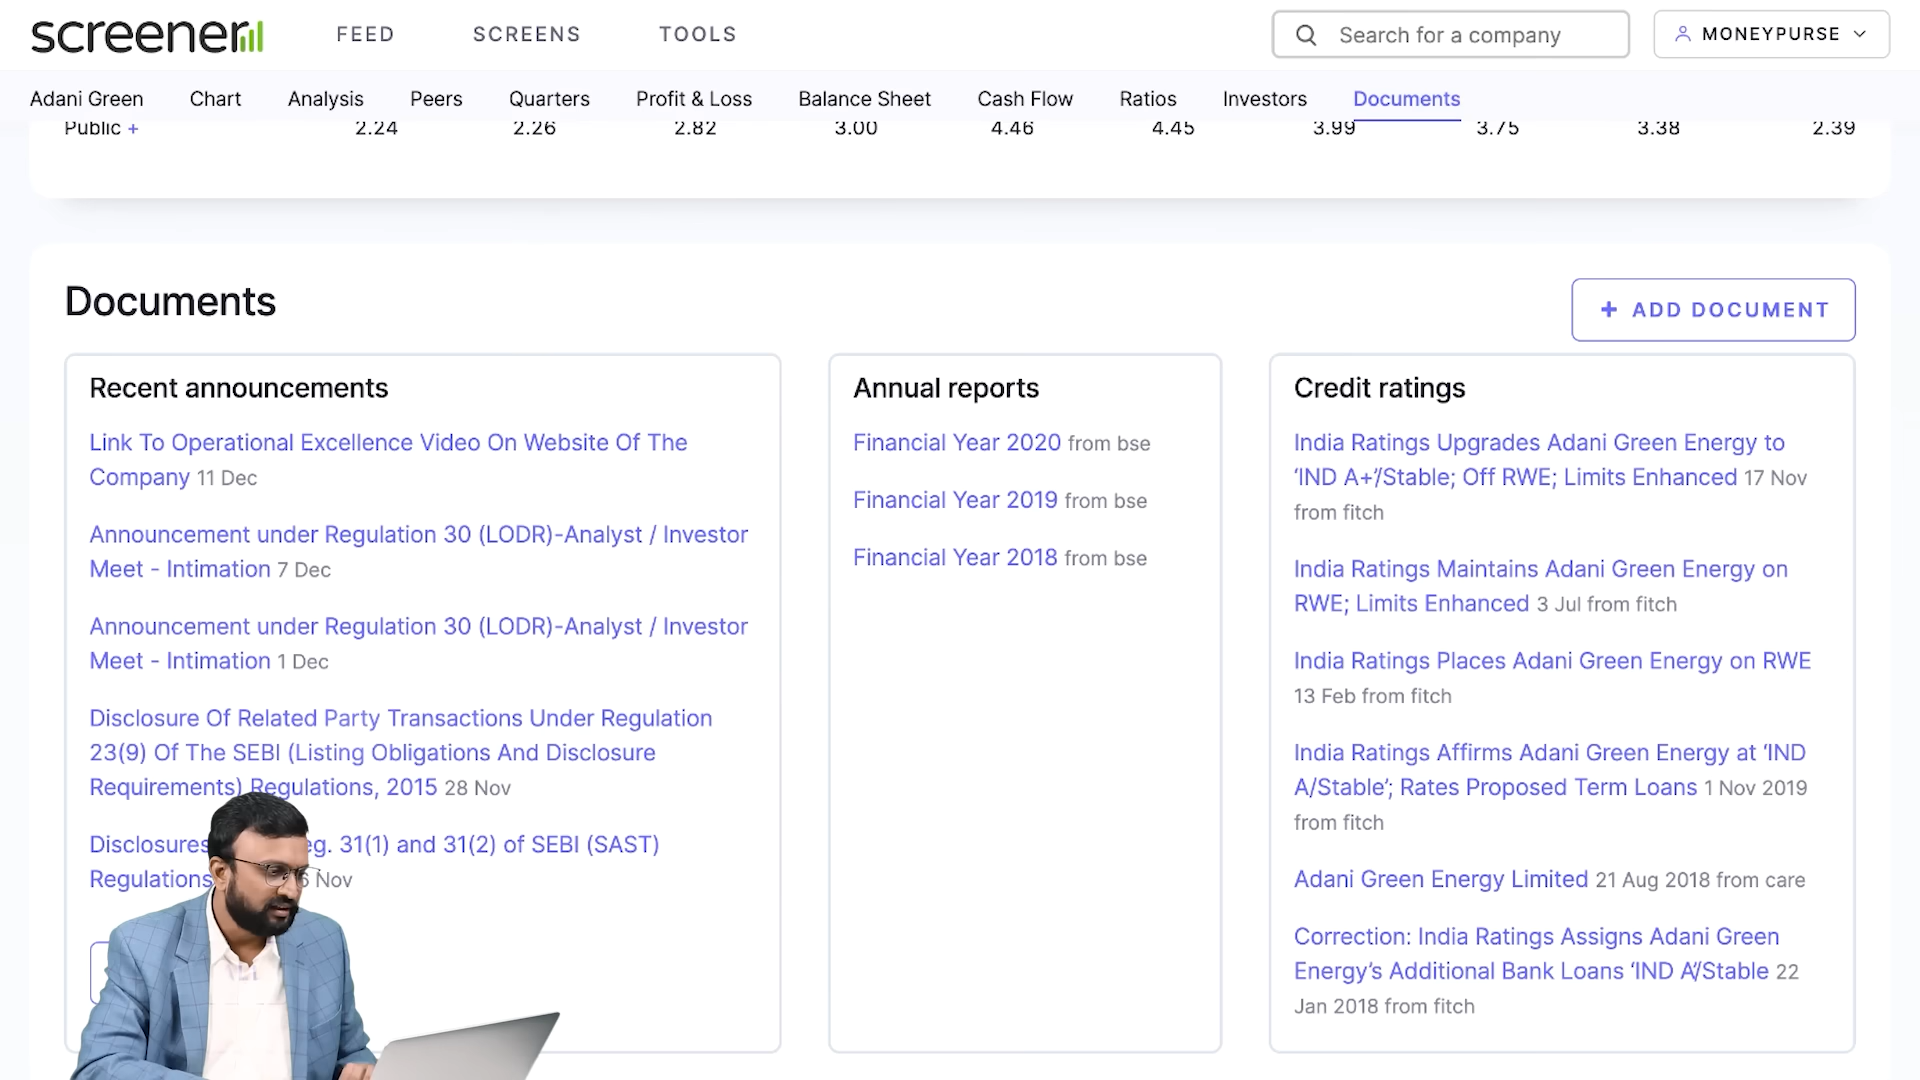 screener
FEED SCREENS TOOLS
Search for a company
MONEYPURSE
Adani Green Chart Analysis Peers Quarters Profit & Loss Balance Sheet Cash Flow Ratios Investors Documents
Public + 2.24 2.26 2.82 3.00 4.46 4.45 3.99 3.75 3.38 2.39
Documents
+ ADD DOCUMENT
Recent announcements
Link To Operational Excellence Video On Website Of The
Company 11 Dec
Announcement under Regulation 30 (LODR)-Analyst / Investor
Meet - Intimation 7 Dec
Announcement under Regulation 30 (LODR)-Analyst / Investor
Meet - Intimation 1 Dec
Disclosure Of Related Party Transactions Under Regulation
23(9) Of The SEBI (Listing Obligations And Disclosure
Requirements) Regulations, 2015 28 Nov
Disclosures eg. 31(1) and 31(2) of SEBI (SAST)
Regulations Nov
Annual reports
Financial Year 2020 from bse
Financial Year 2019 from bse
Financial Year 2018 from bse
Credit ratings
India Ratings Upgrades Adani Green Energy to
‘IND A+’/Stable; Off RWE; Limits Enhanced 17 Nov
from fitch
India Ratings Maintains Adani Green Energy on
RWE; Limits Enhanced 3 Jul from fitch
India Ratings Places Adani Green Energy on RWE
13 Feb from fitch
India Ratings Affirms Adani Green Energy at ‘IND
A/Stable’; Rates Proposed Term Loans 1 Nov 2019
from fitch
Adani Green Energy Limited 21 Aug 2018 from care
Correction: India Ratings Assigns Adani Green
Energy’s Additional Bank Loans ‘IND A’/Stable 22
Jan 2018 from fitch